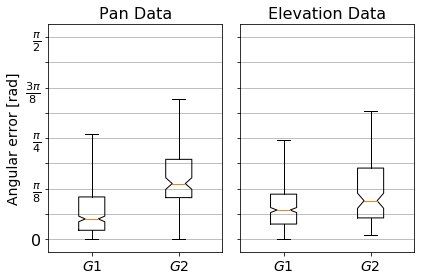 Pan Data
Elevation Data
Angular error [rad]
π/2
3π/8
π/4
π/8
0
G1
G2
G1
G2